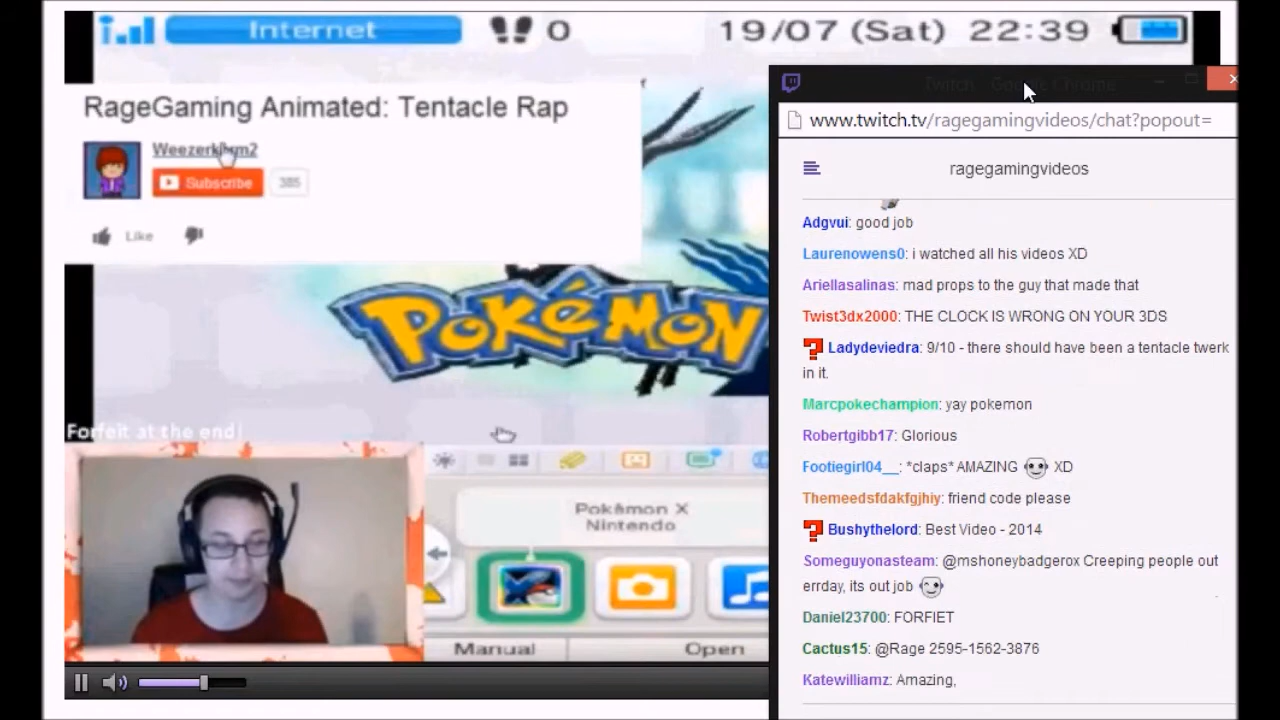 Internet
0
19/07 (Sat) 22:39
RageGaming Animated: Tentacle Rap
Subscribe 385
Like
POKéMON
Forfeit at the end!
Pokémon X
Nintendo
Manual
Open
Twitch - Google Chrome
www.twitch.tv/ragegamingvideos/chat?popout=
ragegamingvideos
Adgvui: good job
Laurenowens0: i watched all his videos XD
Ariellasalinas: mad props to the guy that made that
Twist3dx2000: THE CLOCK IS WRONG ON YOUR 3DS
Ladydeviedra: 9/10 - there should have been a tentacle twerk
in it.
Marcpokechampion: yay pokemon
Robertgibb17: Glorious
Footiegirl04__: *claps* AMAZING XD
Themeedsfdakfgjhiy: friend code please
Bushythelord: Best Video - 2014
Someguyonasteam: @mshoneybadgerox Creeping people out
errday, its out job
Daniel23700: FORFIET
Cactus15: @Rage 2595-1562-3876
Katewilliamz: Amazing,